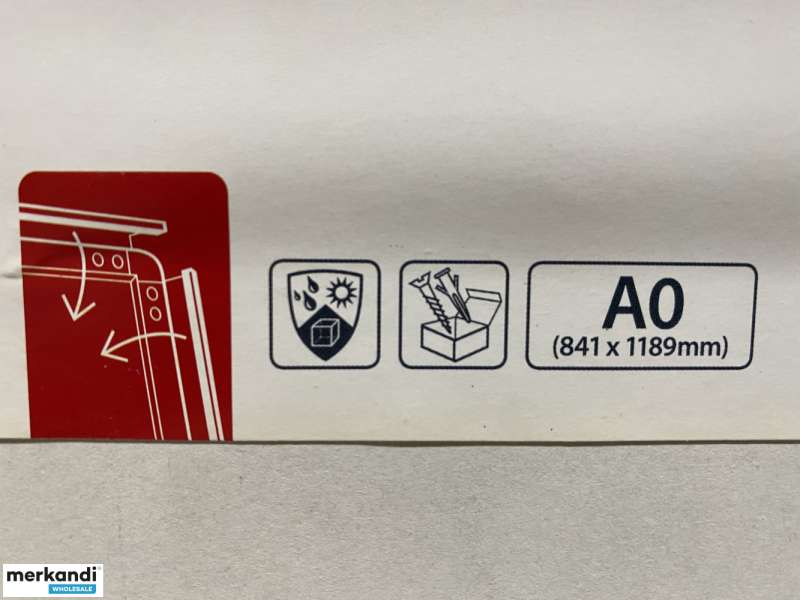 A0
(841 x 1189mm)
merkandi
WHOLESALE